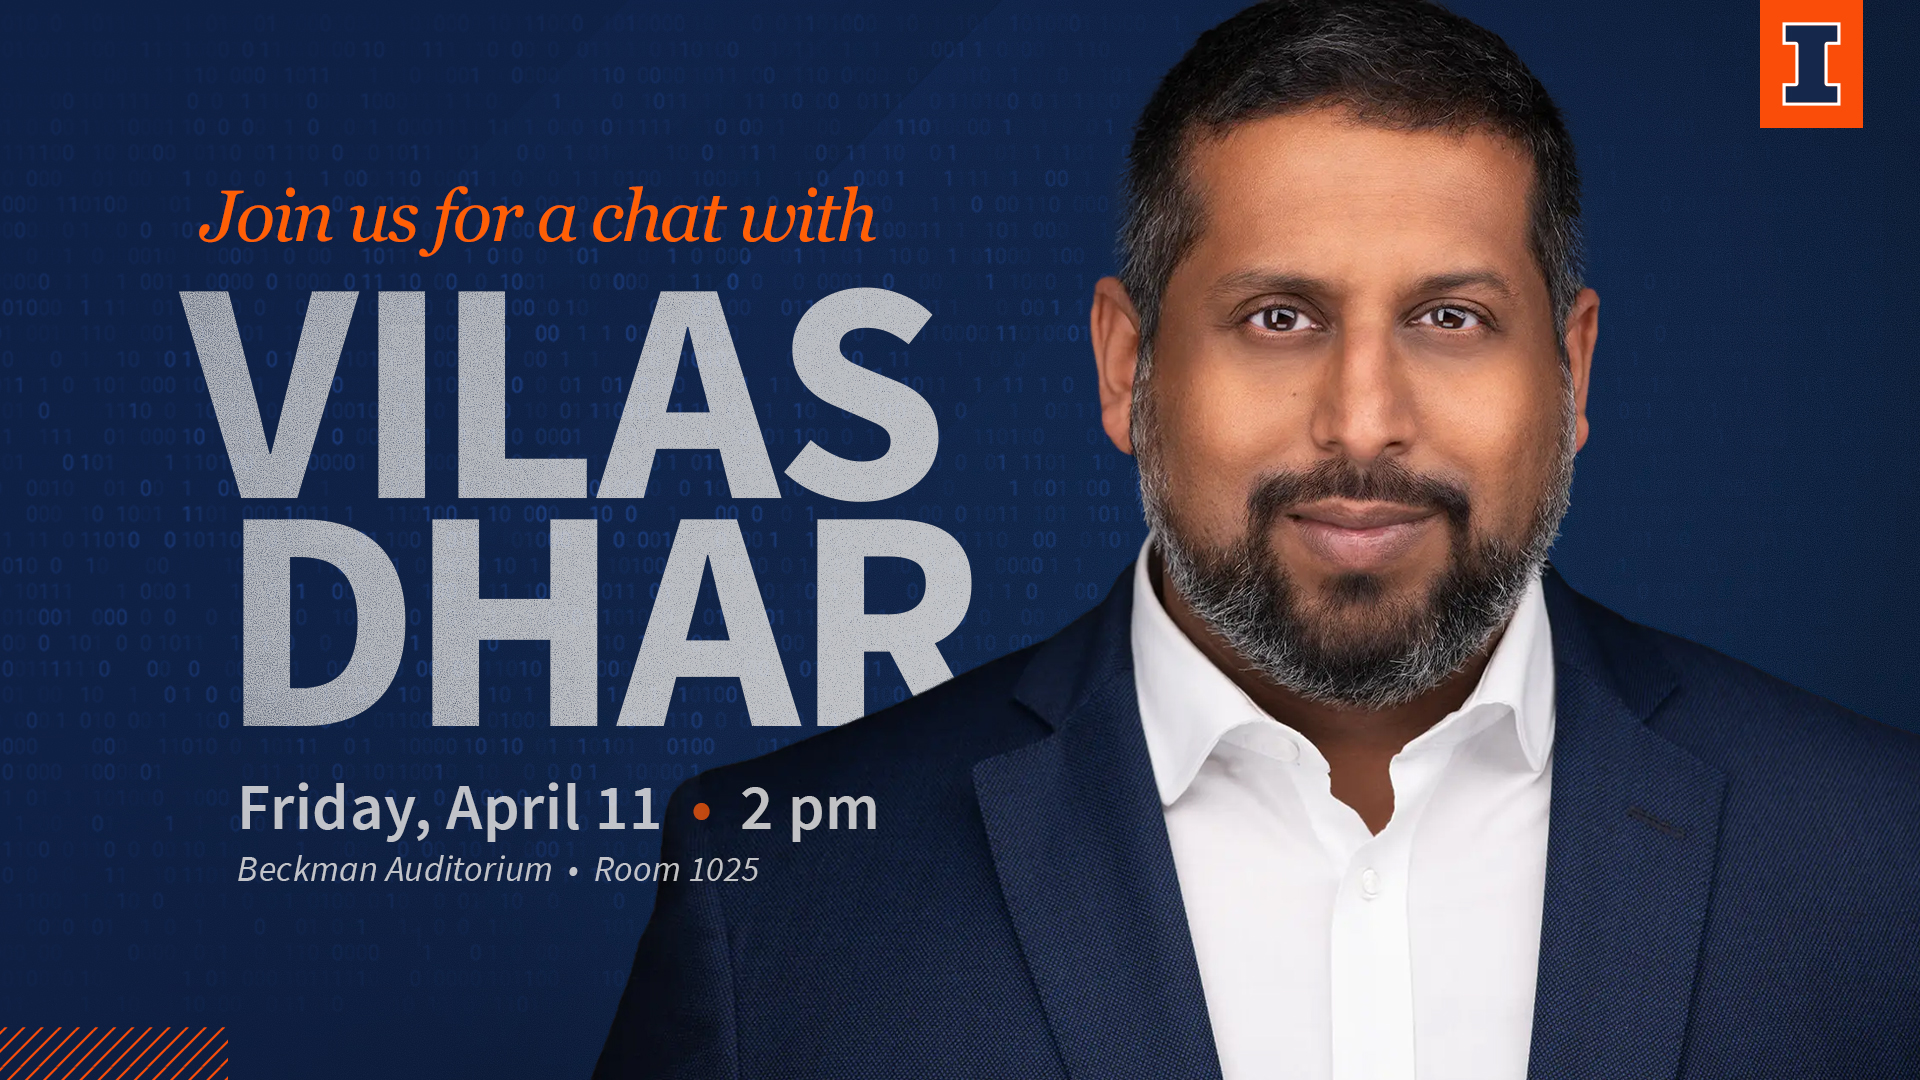 Join us for a chat with
VILAS
DHAR
Friday, April 11 • 2 pm
Beckman Auditorium • Room 1025
I